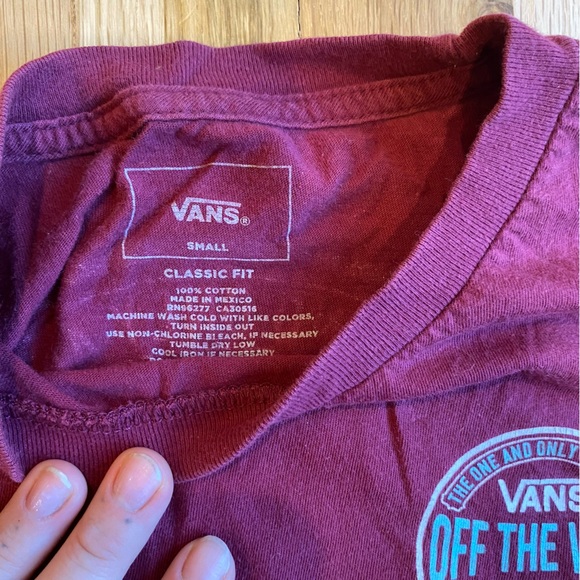 VANS®
SMALL
CLASSIC FIT
100% COTTON
MADE IN MEXICO
RN96277 CA30516
MACHINE WASH COLD WITH LIKE COLORS,
TURN INSIDE OUT
USE NON-CHLORINE BLEACH, IF NECESSARY
TUMBLE DRY LOW
COOL IRON IF NECESSARY
THE ONE AND ONLY
VANS
OFF THE